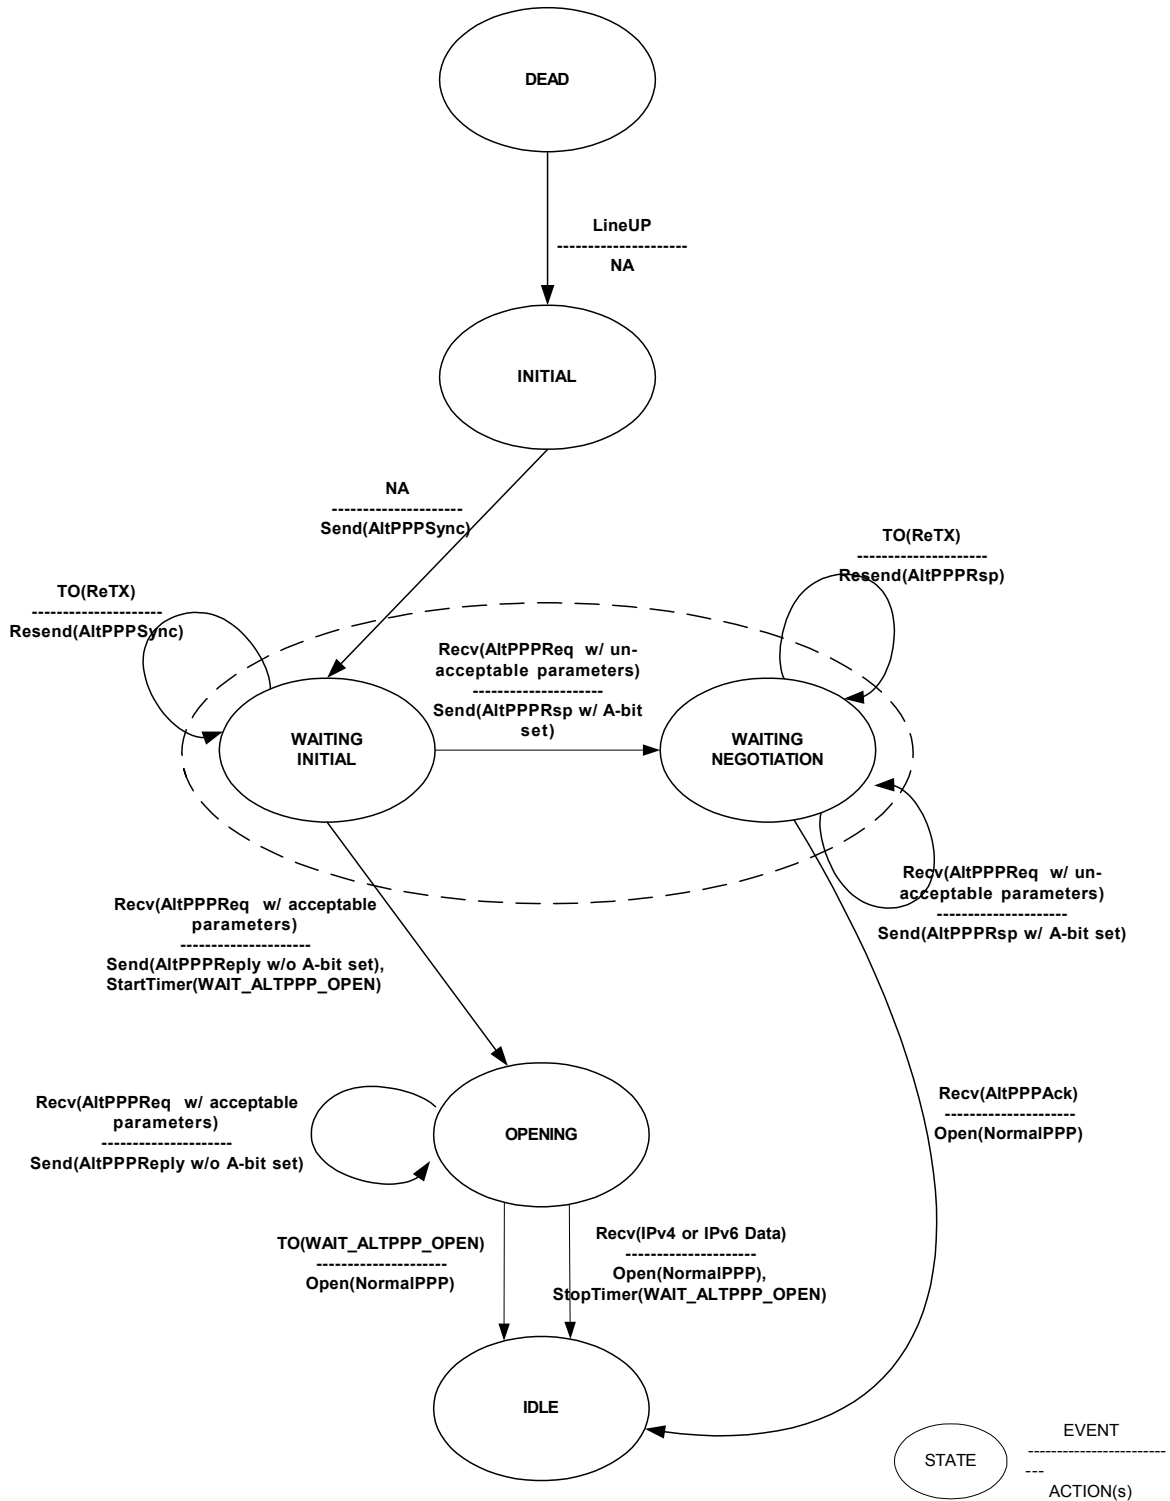 DEAD
LineUP
---------------------
NA
INITIAL
NA
---------------------
Send(AltPPPSync)
TO(ReTX)
---------------------
Resend(AltPPPRsp)
TO(ReTX)
---------------------
Resend(AltPPPSync)
Recv(AltPPPReq w/ un-
acceptable parameters)
---------------------
Send(AltPPPRsp w/ A-bit
set)
WAITING
INITIAL
WAITING
NEGOTIATION
Recv(AltPPPReq w/ un-
acceptable parameters)
---------------------
Send(AltPPPRsp w/ A-bit set)
Recv(AltPPPReq w/ acceptable
parameters)
---------------------
Send(AltPPPReply w/o A-bit set),
StartTimer(WAIT_ALTPPP_OPEN)
Recv(AltPPPReq w/ acceptable
parameters)
---------------------
Send(AltPPPReply w/o A-bit set)
OPENING
Recv(AltPPPAck)
---------------------
Open(NormalPPP)
TO(WAIT_ALTPPP_OPEN)
---------------------
Open(NormalPPP)
Recv(IPv4 or IPv6 Data)
---------------------
Open(NormalPPP),
StopTimer(WAIT_ALTPPP_OPEN)
IDLE
STATE
EVENT
------------------------
---
ACTION(s)